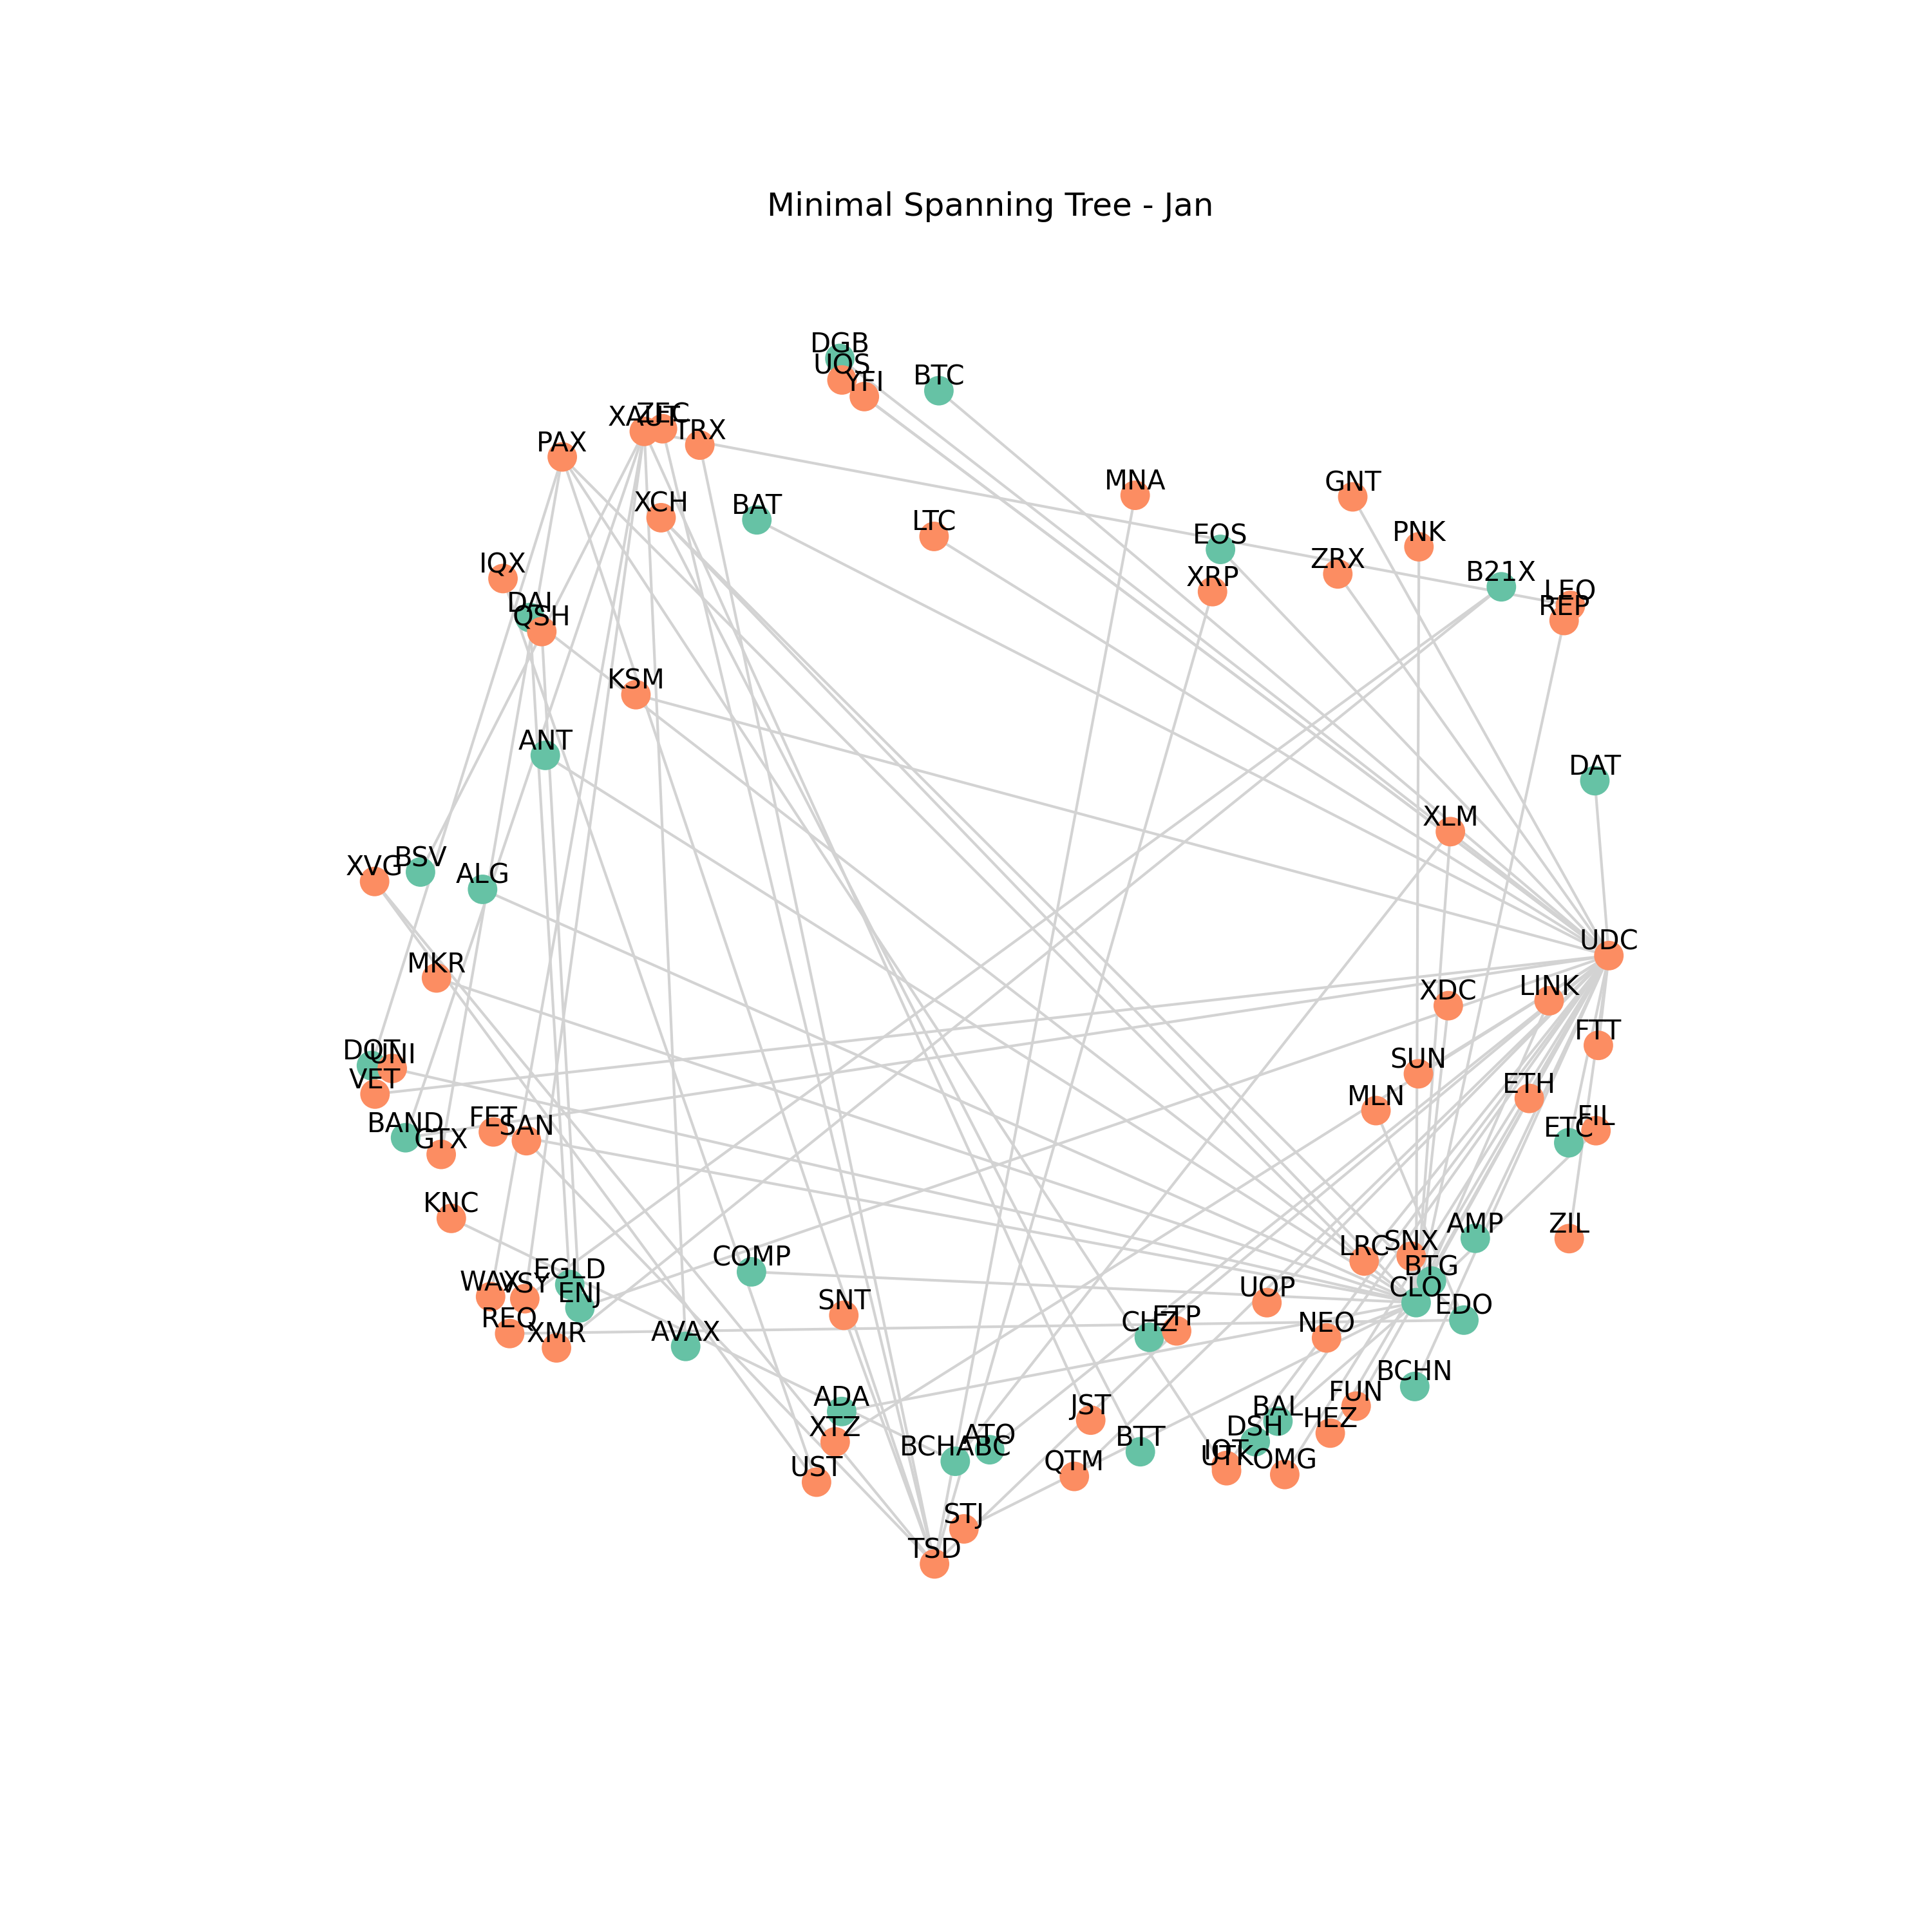 Minimal Spanning Tree - Jan
DGB
UOS
YFI
BTC
XAUT
ZEC
TRX
PAX
MNA
GNT
XCH
BAT
LTC
EOS
PNK
IQX
XRP
ZRX
B21X
LEO
REP
DAI
QSH
KSM
ANT
DAT
XLM
XVG
BSV
ALG
UDC
MKR
XDC
LINK
FTT
DOT
UNI
VET
SUN
MLN
ETH
BAND
FET
SAN
GTX
FIL
ETC
KNC
COMP
LRC
SNX
AMP
ZIL
EGLD
BTG
WAX
VSY
ENJ
SNT
UOP
CLO
EDO
REQ
XMR
AVAX
CHZ
ETP
NEO
BCHN
ADA
XTZ
JST
BAL
FUN
HEZ
DSH
ATO
BCHABC
BTT
IOT
UTK
OMG
UST
QTM
STJ
TSD